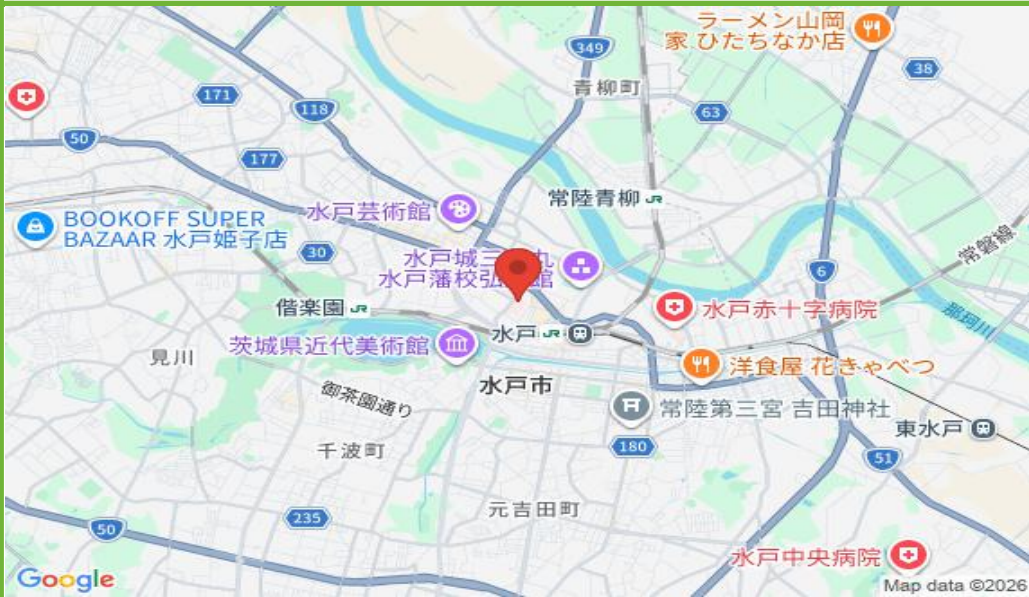 ラーメン山岡
家 ひたちなか店
349
38
青柳町
171
118
63
50
177
常陸青柳 JR
水戸芸術館
BOOKOFF SUPER
BAZAAR 水戸姫子店
30
水戸城三 丸
水戸藩校弘 館
6
常磐線
偕楽園 JR
水戸赤十字病院
那珂川
水戸 JR
茨城県近代美術館
見川
洋食屋 花きゃべつ
水戸市
御茶園通り
常陸第三宮 吉田神社
東水戸
千波町
180
51
元吉田町
235
50
水戸中央病院
Google
Map data ©2026